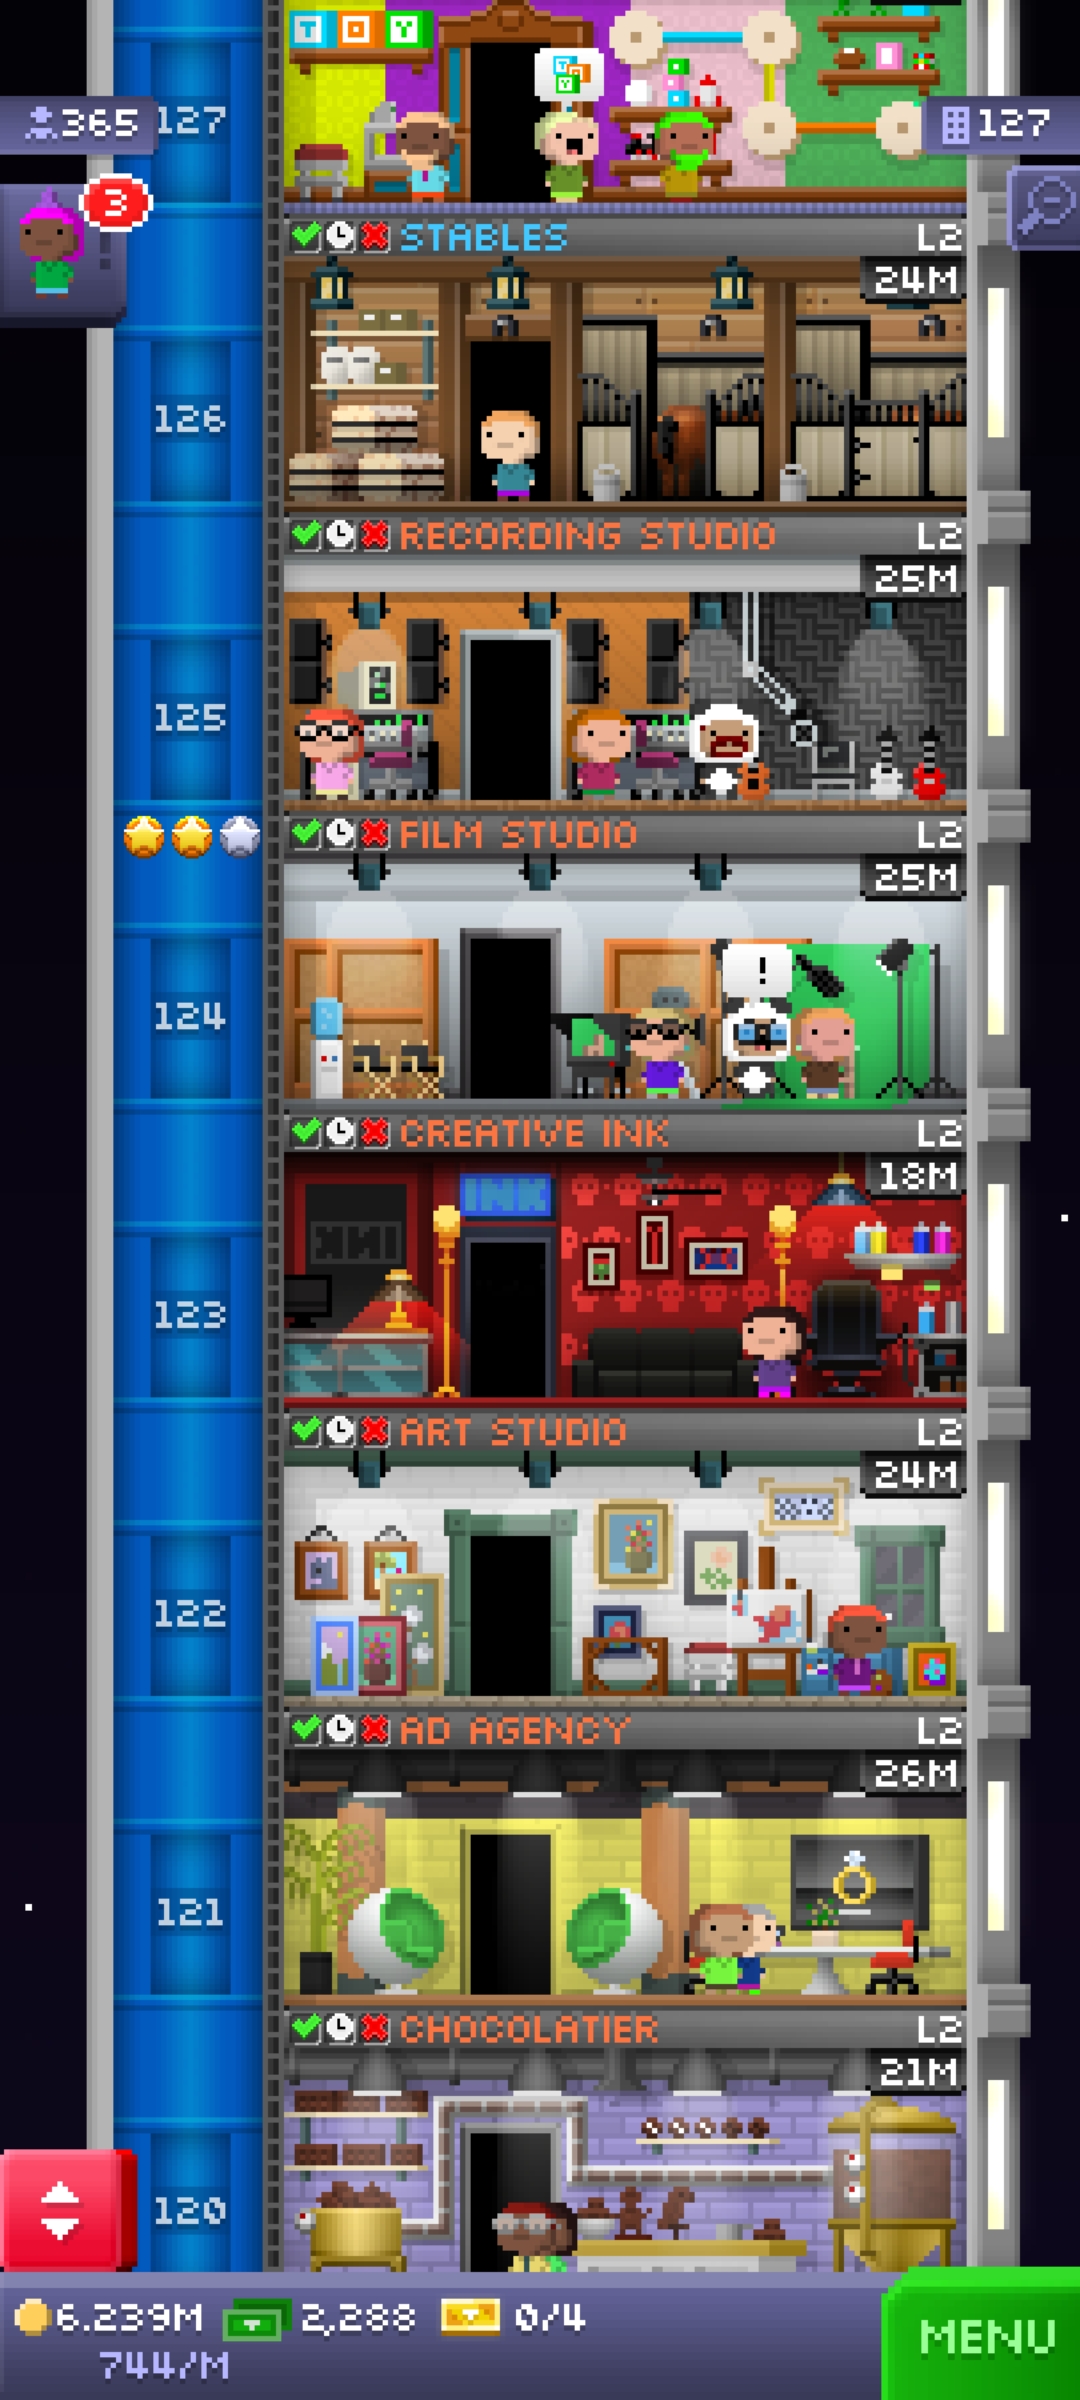 T O Y
365
127
127
3
STABLES L2
24M
126
RECORDING STUDIO L2
25M
125
FILM STUDIO L2
25M
!
124
CREATIVE INK L2
18M
INK
123
ART STUDIO L2
24M
122
AD AGENCY L2
26M
121
CHOCOLATIER L2
21M
120
6.239M 2,288 0/4
744/M
MENU